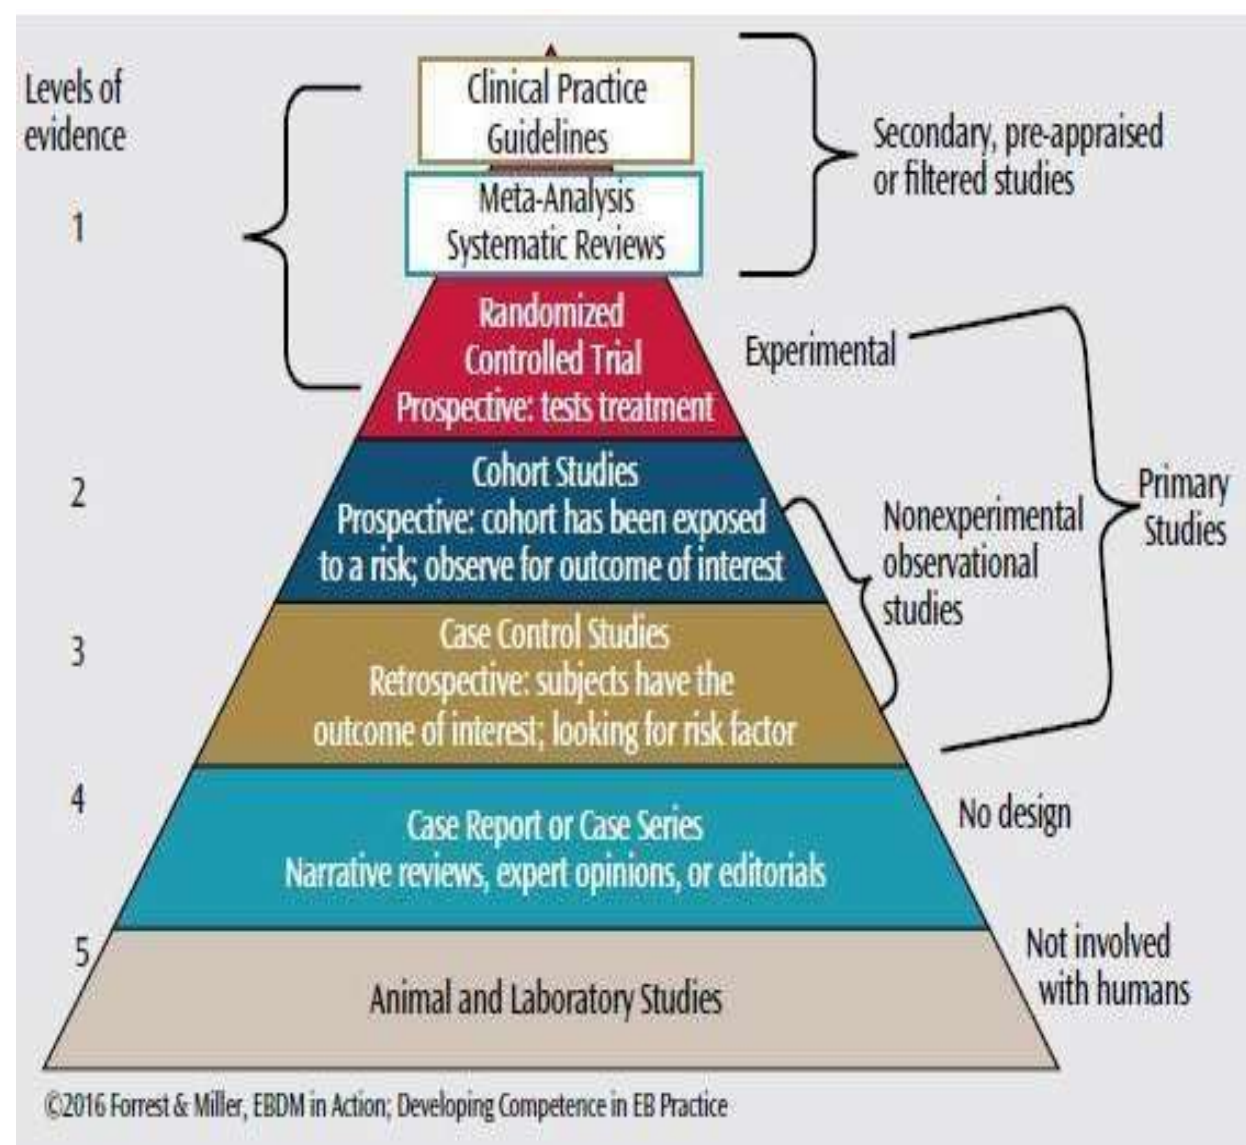 Levels of
evidence
1
2
3
4
5
Clinical Practice
Guidelines
Meta-Analysis
Systematic Reviews
Randomized
Controlled Trial
Prospective: tests treatment
Cohort Studies
Prospective: cohort has been exposed
to a risk; observe for outcome of interest
Case Control Studies
Retrospective: subjects have the
outcome of interest; looking for risk factor
Case Report or Case Series
Narrative reviews, expert opinions, or editorials
Animal and Laboratory Studies
Secondary, pre-appraised
or filtered studies
Experimental
Nonexperimental
observational
studies
Primary
Studies
No design
Not involved
with humans
©2016 Forrest & Miller, EBDM in Action; Developing Competence in EB Practice